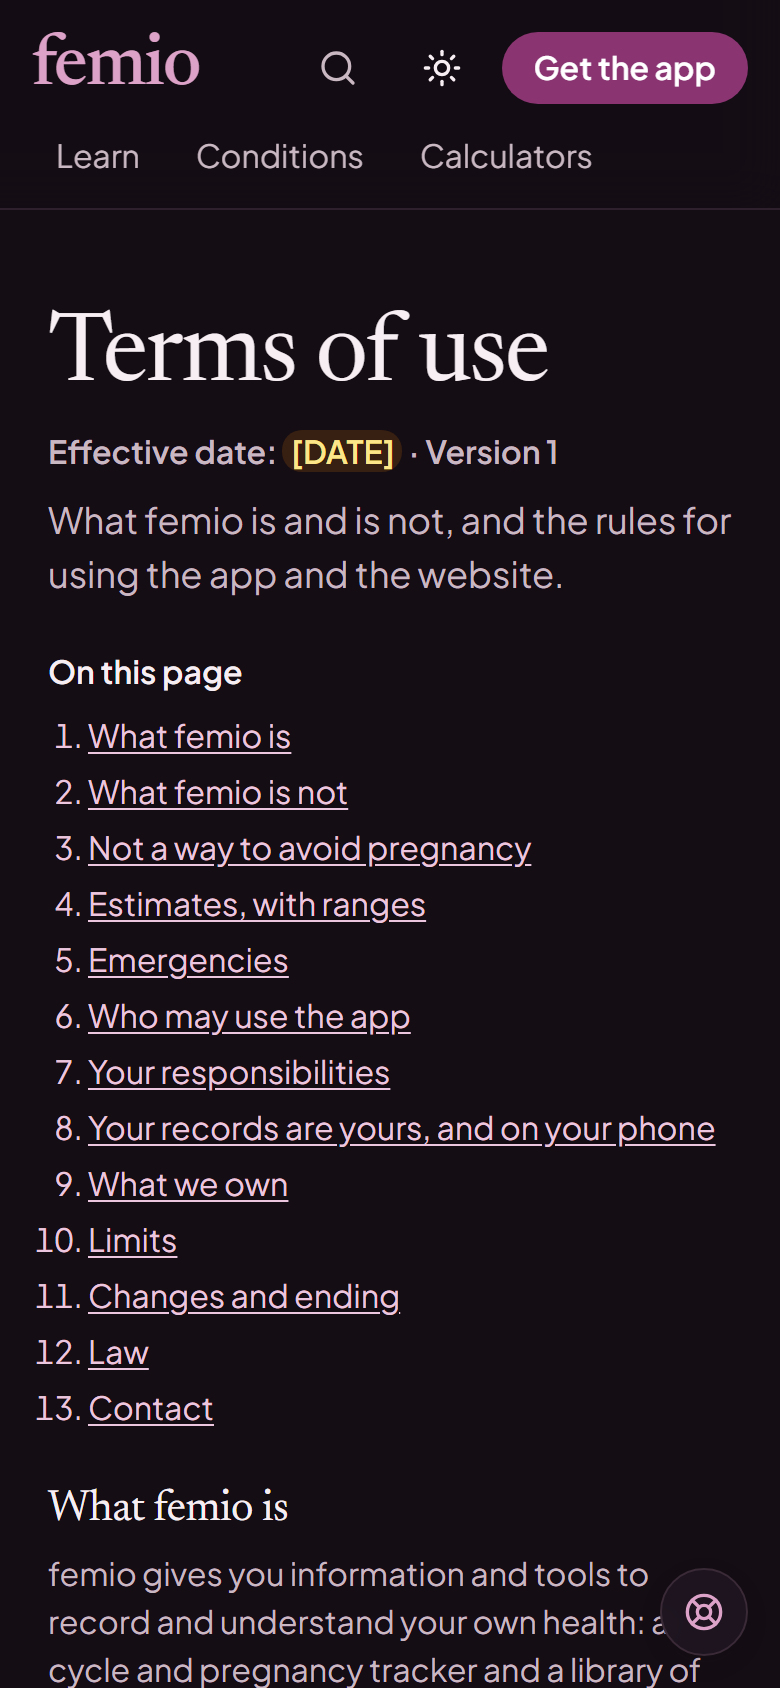 femio
Get the app
Learn Conditions Calculators
Terms of use
Effective date: [DATE] · Version 1
What femio is and is not, and the rules for
using the app and the website.
On this page
1. What femio is
2. What femio is not
3. Not a way to avoid pregnancy
4. Estimates, with ranges
5. Emergencies
6. Who may use the app
7. Your responsibilities
8. Your records are yours, and on your phone
9. What we own
10. Limits
11. Changes and ending
12. Law
13. Contact
What femio is
femio gives you information and tools to
record and understand your own health: a
cycle and pregnancy tracker and a library of